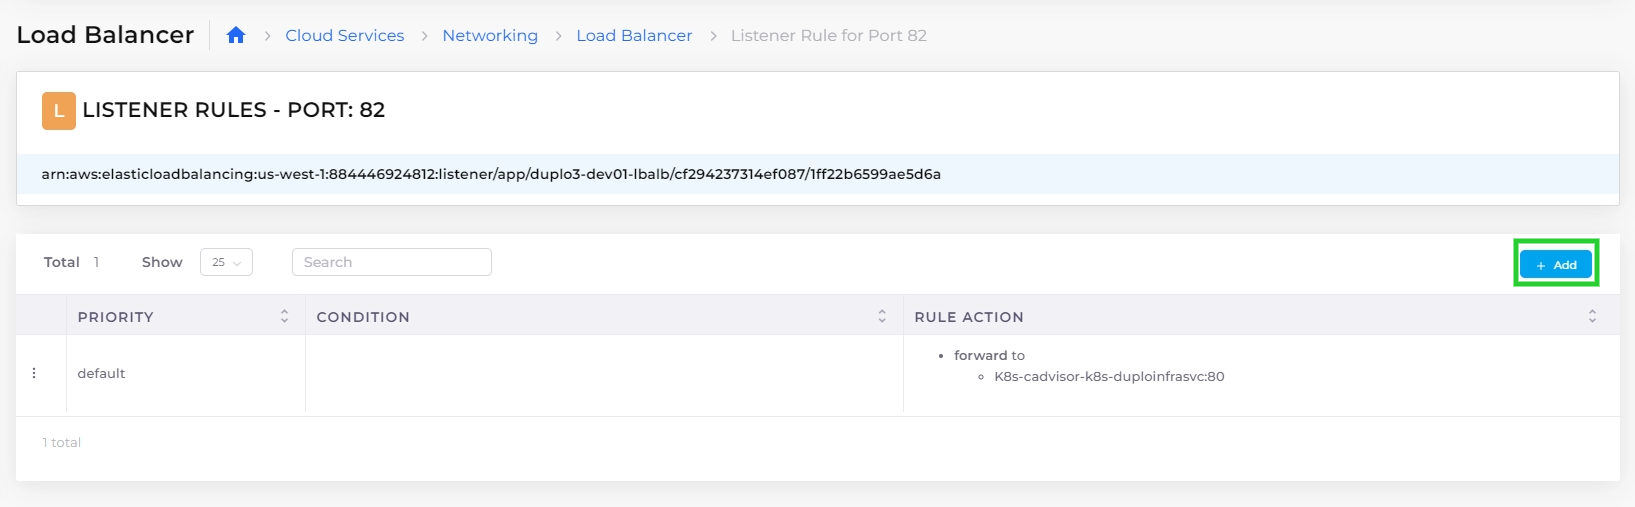 Load Balancer > Cloud Services > Networking > Load Balancer > Listener Rule for Port 82
L LISTENER RULES - PORT: 82
arn:aws:elasticloadbalancing:us-west-1:884446924812:listener/app/duplo3-dev01-lbalb/cf294237314ef087/1ff22b6599ae5d6a
Total 1 Show 25 Search + Add
PRIORITY CONDITION RULE ACTION
• forward to
default
◦ K8s-cadvisor-k8s-duploinfrasvc:80
1 total